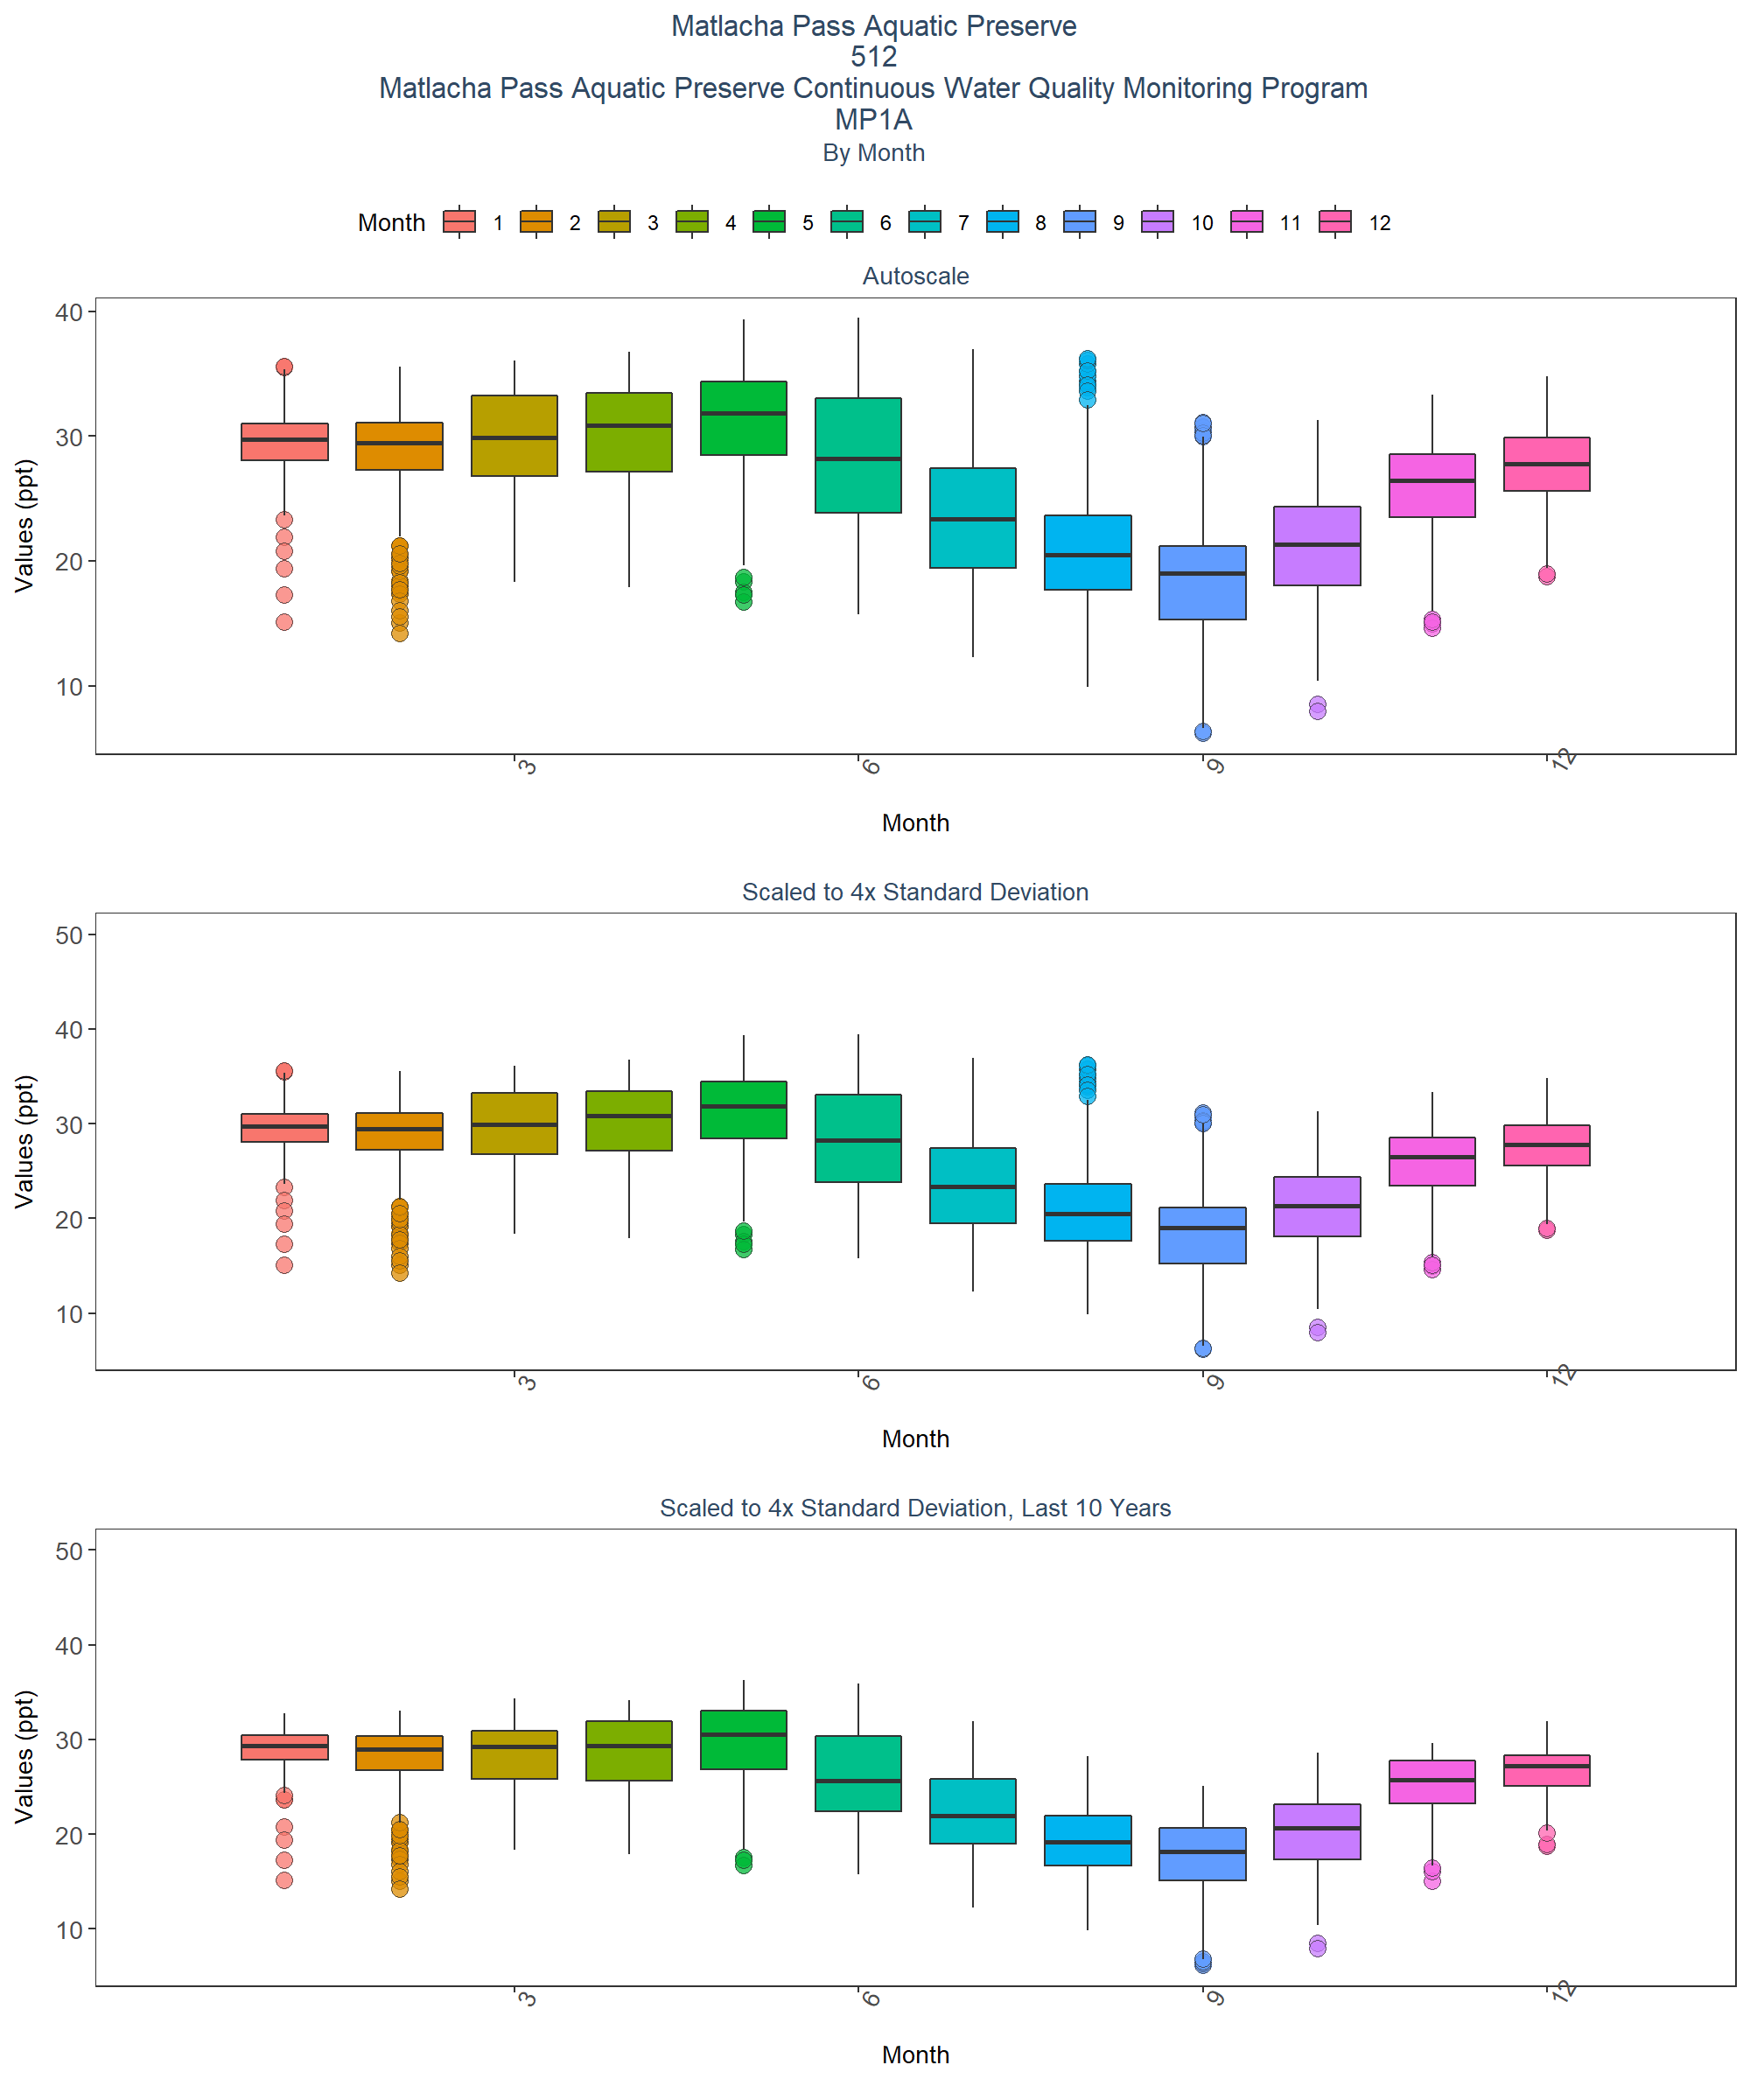 Matlacha Pass Aquatic Preserve
512
Matlacha Pass Aquatic Preserve Continuous Water Quality Monitoring Program
MP1A
By Month
Month 1 2 3 4 5 6 7 8 9 10 11 12
Autoscale
Values (ppt)
40
30
20
10
3 6 9 12
Month
Scaled to 4x Standard Deviation
Values (ppt)
50
40
30
20
10
3 6 9 12
Month
Scaled to 4x Standard Deviation, Last 10 Years
Values (ppt)
50
40
30
20
10
3 6 9 12
Month